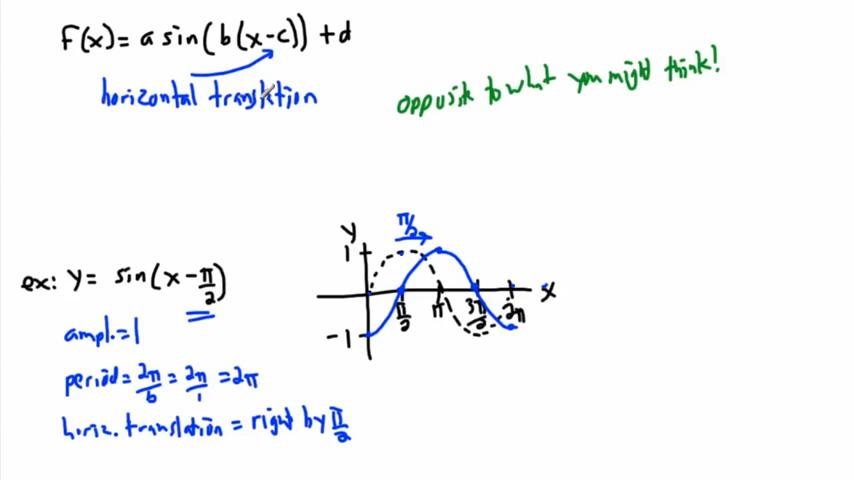 F(x) = a sin(b(x-c)) + d
horizontal translation
opposite to what you might think!
π/2
y
1
ex: y = sin(x - π/2)
x
π/2 π 3π/2 2π
-1
ampl. = 1
period = 2π/b = 2π/1 = 2π
horiz. translation = right by π/2